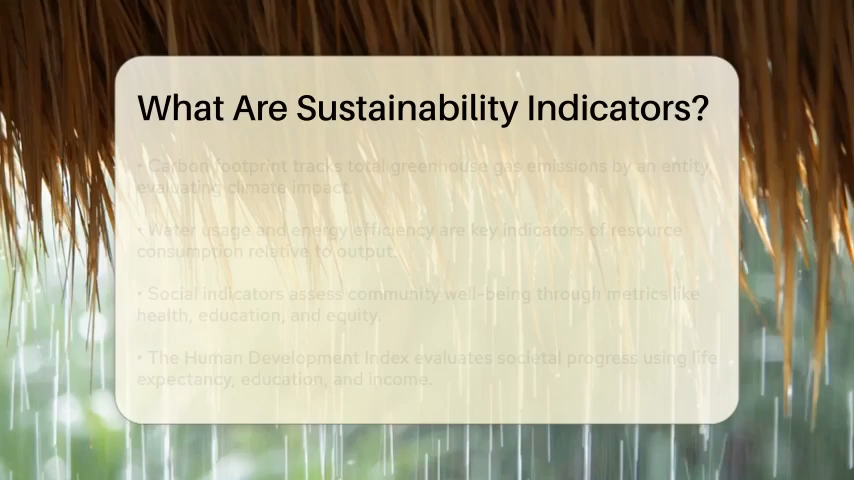 What Are Sustainability Indicators?
• Carbon footprint tracks total greenhouse gas emissions by an entity,
evaluating climate impact.
• Water usage and energy efficiency are key indicators of resource
consumption relative to output.
• Social indicators assess community well-being through metrics like
health, education, and equity.
• The Human Development Index evaluates societal progress using life
expectancy, education, and income.